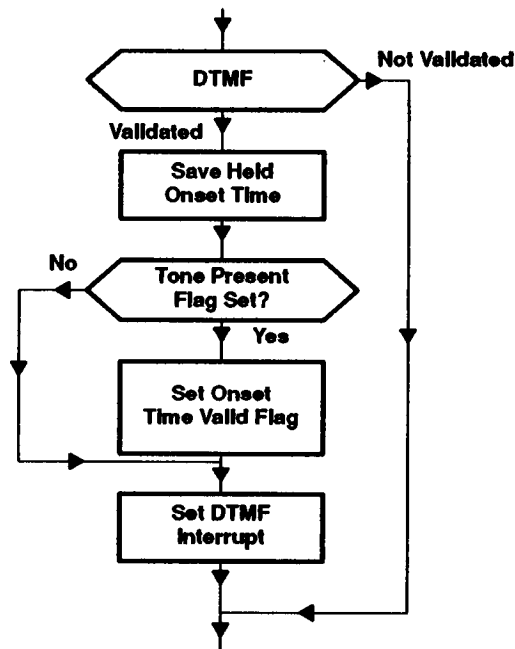 DTMF
Not Validated
Validated
Save Held
Onset Time
No
Tone Present
Flag Set?
Yes
Set Onset
Time Valid Flag
Set DTMF
Interrupt